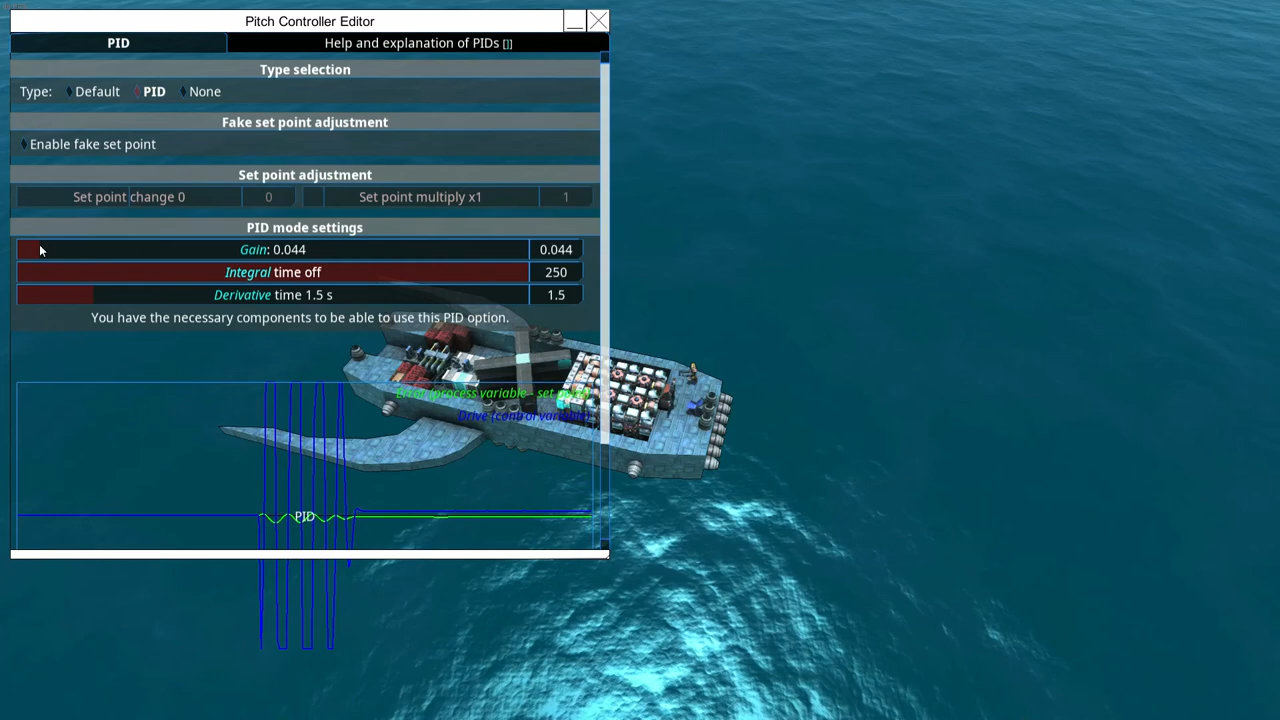 Pitch Controller Editor
PID
Help and explanation of PIDs []
Type selection
Type: Default PID None
Fake set point adjustment
Enable fake set point
Set point adjustment
Set point change 0 0 Set point multiply x1 1
PID mode settings
Gain: 0.044 0.044
Integral time off 250
Derivative time 1.5 s 1.5
You have the necessary components to be able to use this PID option.
Error (process variable - set point)
Drive (control variable)
PID